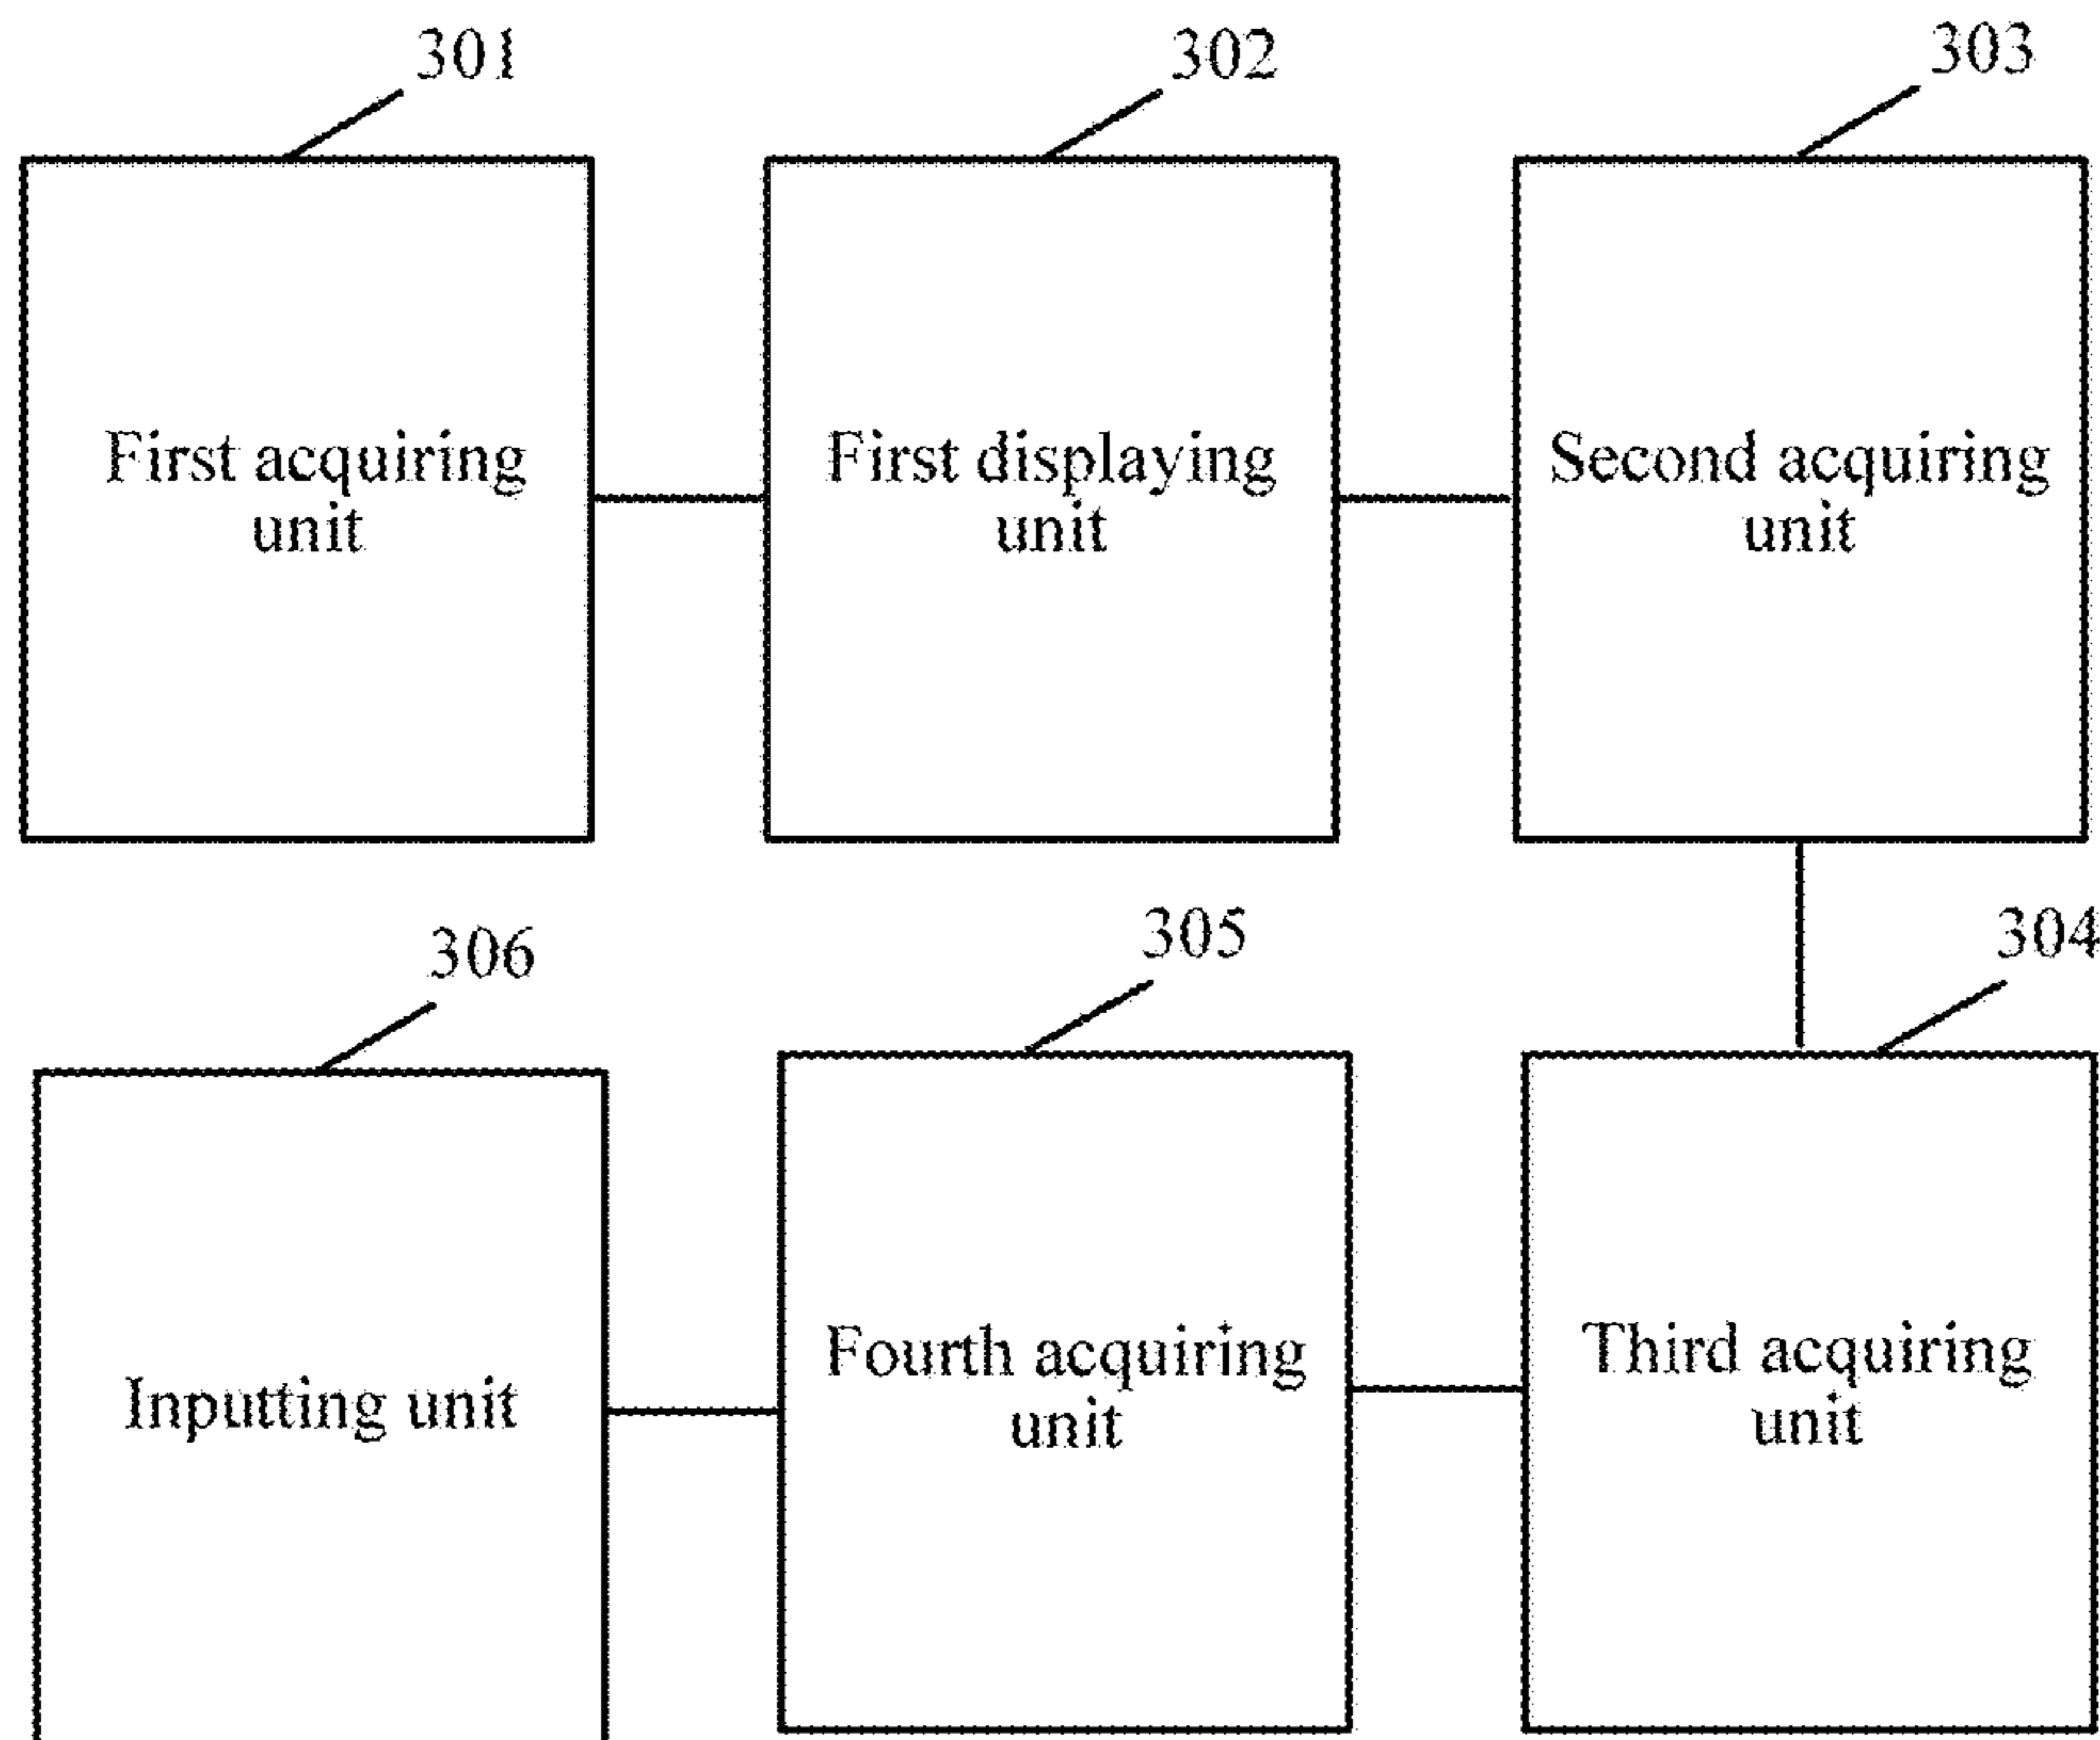 301
302
303
First acquiring
unit
First displaying
unit
Second acquiring
unit
306
305
304
Inputting unit
Fourth acquiring
unit
Third acquiring
unit